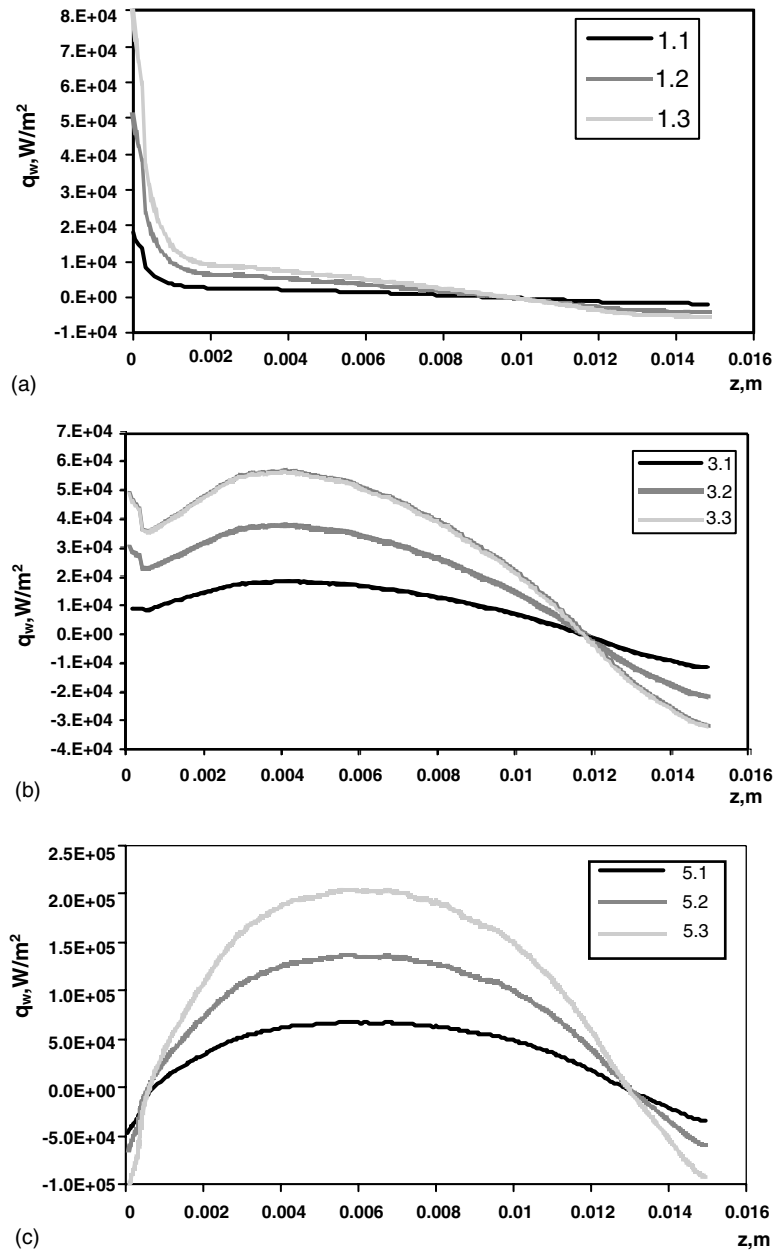 8.E+04
7.E+04
6.E+04
5.E+04
4.E+04
3.E+04
2.E+04
1.E+04
0.E+00
-1.E+04
qw,W/m²
1.1
1.2
1.3
0 0.002 0.004 0.006 0.008 0.01 0.012 0.014 0.016
z,m
(a)
7.E+04
6.E+04
5.E+04
4.E+04
3.E+04
2.E+04
1.E+04
0.E+00
-1.E+04
-2.E+04
-3.E+04
-4.E+04
qw,W/m²
3.1
3.2
3.3
0 0.002 0.004 0.006 0.008 0.01 0.012 0.014 0.016
z,m
(b)
2.5E+05
2.0E+05
1.5E+05
1.0E+05
5.0E+04
0.0E+00
-5.0E+04
-1.0E+05
qw,W/m²
5.1
5.2
5.3
0 0.002 0.004 0.006 0.008 0.01 0.012 0.014 0.016
z,m
(c)